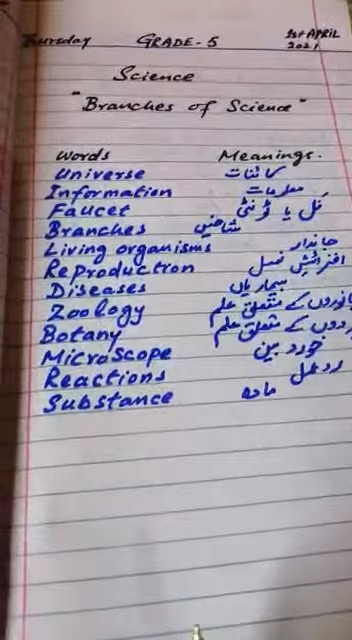 Thursday GRADE-5 1st APRIL
2021
Science
"Branches of Science"
Words Meanings.
Universe کائنات
Information معلومات
Faucet نل یا ٹونٹی
Branches شاخیں
Living organisms جاندار
Reproduction افزائش نسل
Diseases بیماریاں
Zoology جانوروں کے متعلق علم
Botany پودوں کے متعلق علم
MicroScope خوردبین
Reactions ردعمل
Substance مادہ